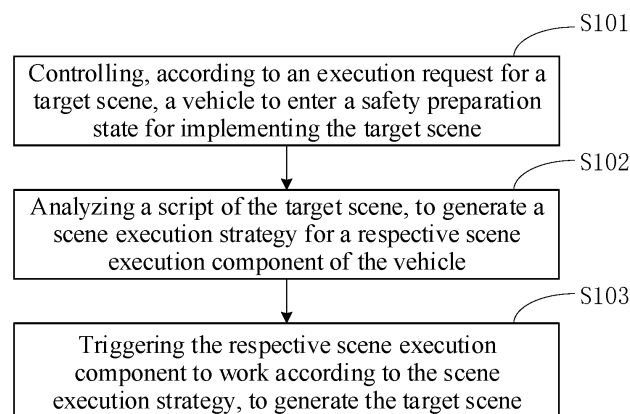 S101
Controlling, according to an execution request for a
target scene, a vehicle to enter a safety preparation
state for implementing the target scene
S102
Analyzing a script of the target scene, to generate a
scene execution strategy for a respective scene
execution component of the vehicle
S103
Triggering the respective scene execution
component to work according to the scene
execution strategy, to generate the target scene